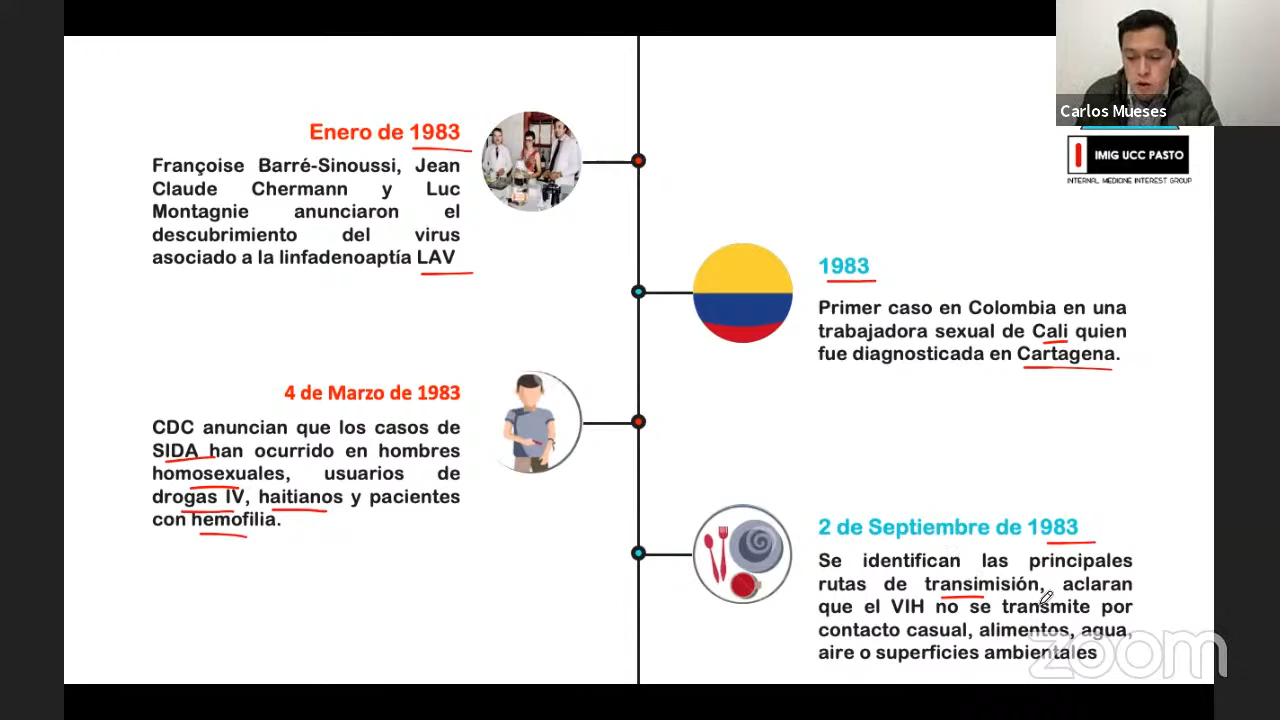 Carlos Mueses
IMIG UCC PASTO
INTERNAL MEDICINE INTEREST GROUP
Enero de 1983
Françoise Barré-Sinoussi, Jean
Claude Chermann y Luc
Montagnie anunciaron el
descubrimiento del virus
asociado a la linfadenoaptía LAV
1983
Primer caso en Colombia en una
trabajadora sexual de Cali quien
fue diagnosticada en Cartagena.
4 de Marzo de 1983
CDC anuncian que los casos de
SIDA han ocurrido en hombres
homosexuales, usuarios de
drogas IV, haitianos y pacientes
con hemofilia.
2 de Septiembre de 1983
Se identifican las principales
rutas de transimisión, aclaran
que el VIH no se transmite por
contacto casual, alimentos, agua,
aire o superficies ambientales
zoom